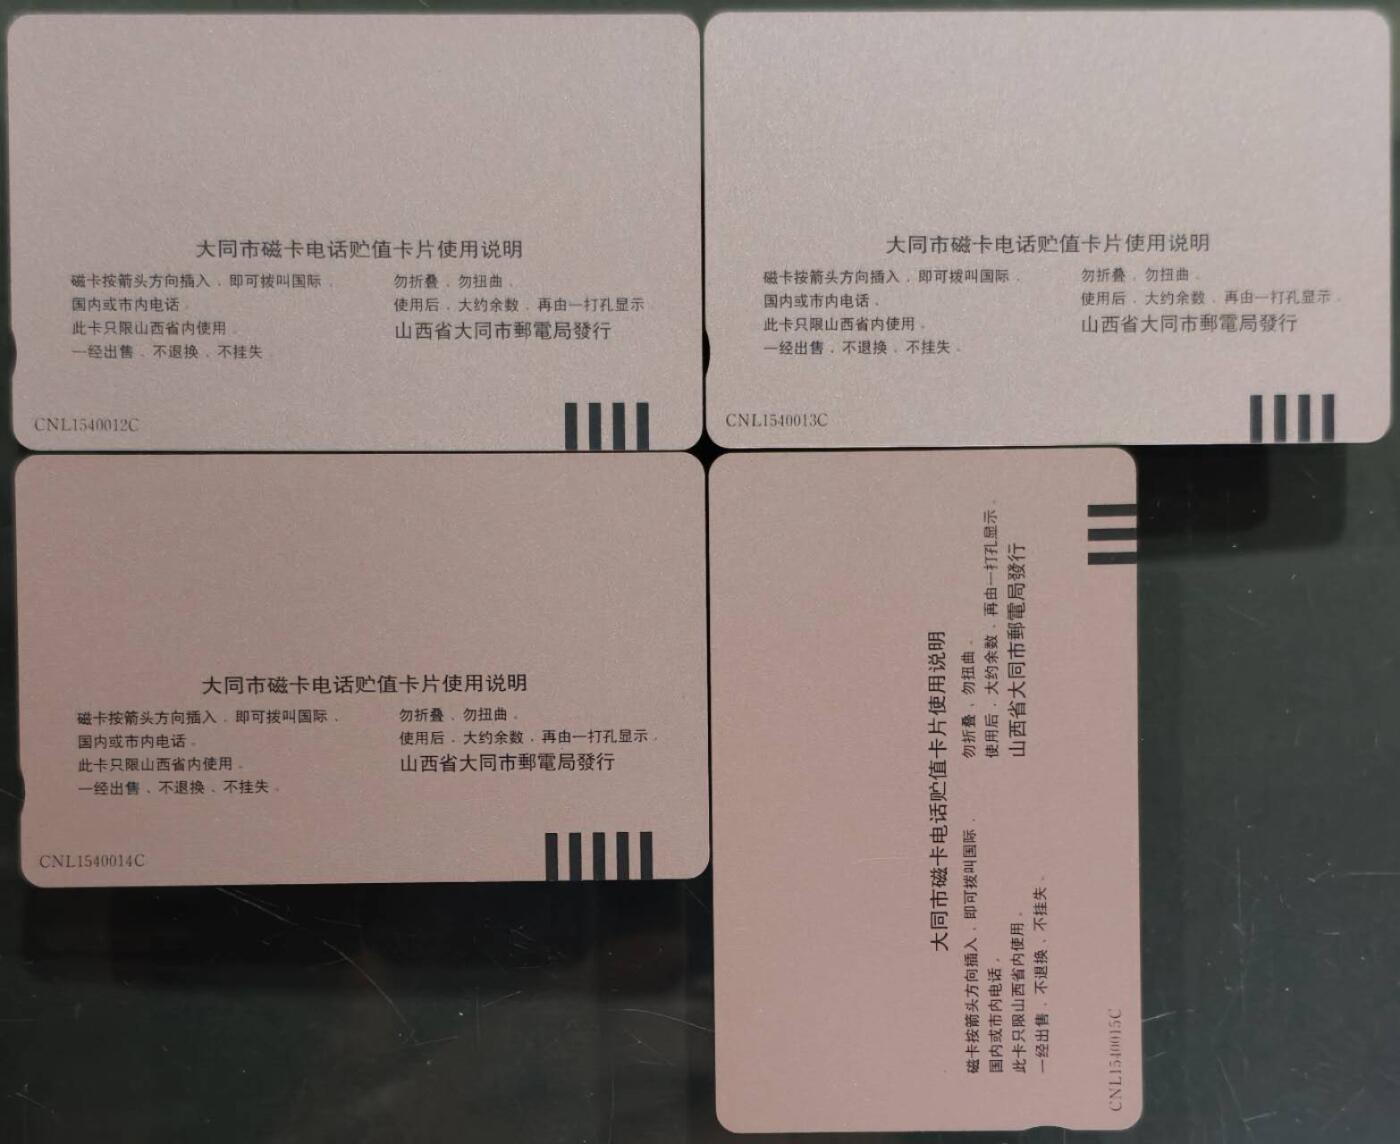 大同市磁卡电话贮值卡片使用说明
磁卡按箭头方向插入．即可拨叫国际．
国内或市内电话．
此卡只限山西省内使用．
一经出售．不退换．不挂失．
勿折叠．勿扭曲．
使用后．大约余数．再由一打孔显示．
山西省大同市郵電局發行
CNL1540012C
大同市磁卡电话贮值卡片使用说明
磁卡按箭头方向插入．即可拨叫国际．
国内或市内电话．
此卡只限山西省内使用．
一经出售．不退换．不挂失．
勿折叠．勿扭曲．
使用后．大约余数．再由一打孔显示．
山西省大同市郵電局發行
CNL1540013C
大同市磁卡电话贮值卡片使用说明
磁卡按箭头方向插入．即可拨叫国际．
国内或市内电话．
此卡只限山西省内使用．
一经出售．不退换．不挂失．
勿折叠．勿扭曲．
使用后．大约余数．再由一打孔显示．
山西省大同市郵電局發行
CNL1540014C
大同市磁卡电话贮值卡片使用说明
磁卡按箭头方向插入．即可拨叫国际．
国内或市内电话．
此卡只限山西省内使用．
一经出售．不退换．不挂失．
勿折叠．勿扭曲．
使用后．大约余数．再由一打孔显示．
山西省大同市郵電局發行
CNL1540015C